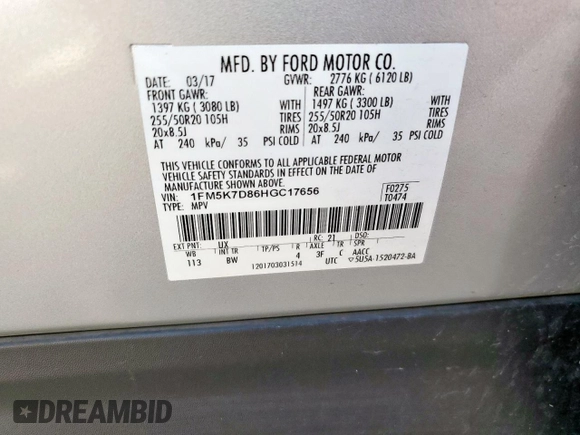 MFD. BY FORD MOTOR CO.
DATE: 03/17 GVWR: 2776 KG ( 6120 LB)
FRONT GAWR: REAR GAWR:
1397 KG ( 3080 LB) WITH 1497 KG ( 3300 LB) WITH
255/50R20 105H TIRES 255/50R20 105H TIRES
20x8.5J RIMS 20x8.5J RIMS
AT 240 kPa/ 35 PSI COLD AT 240 kPa/ 35 PSI COLD
THIS VEHICLE CONFORMS TO ALL APPLICABLE FEDERAL MOTOR
VEHICLE SAFETY STANDARDS IN EFFECT ON THE DATE OF
MANUFACTURE SHOWN ABOVE.
VIN: 1FM5K7D86HGC17656 F0275
TYPE: MPV T0474
EXT PNT: UX RC: 21 DSO:
WB INT TR TP/PS R AXLE TR SPR
113 BW 4 3F C AACC
1201703031514 UTC ▽ SUSA 1520472-BA
DREAMBID